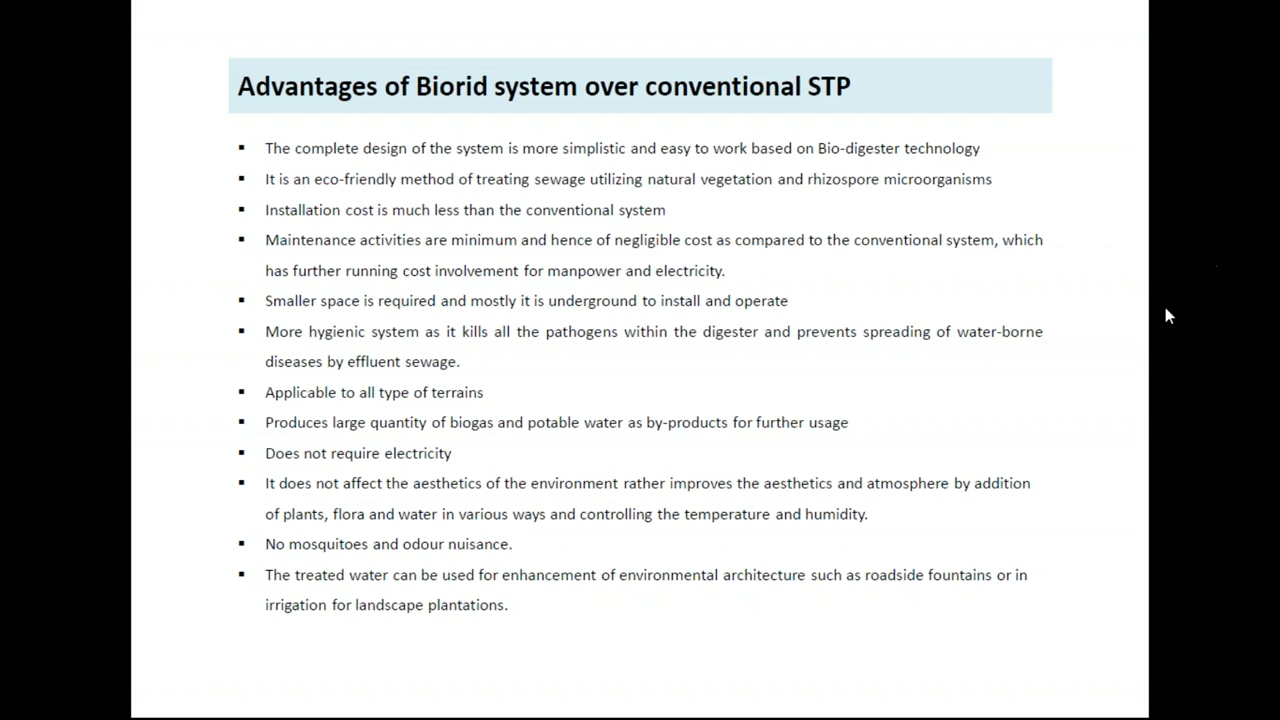 Advantages of Biorid system over conventional STP
▪ The complete design of the system is more simplistic and easy to work based on Bio-digester technology
▪ It is an eco-friendly method of treating sewage utilizing natural vegetation and rhizospore microorganisms
▪ Installation cost is much less than the conventional system
▪ Maintenance activities are minimum and hence of negligible cost as compared to the conventional system, which
has further running cost involvement for manpower and electricity.
▪ Smaller space is required and mostly it is underground to install and operate
▪ More hygienic system as it kills all the pathogens within the digester and prevents spreading of water-borne
diseases by effluent sewage.
▪ Applicable to all type of terrains
▪ Produces large quantity of biogas and potable water as by-products for further usage
▪ Does not require electricity
▪ It does not affect the aesthetics of the environment rather improves the aesthetics and atmosphere by addition
of plants, flora and water in various ways and controlling the temperature and humidity.
▪ No mosquitoes and odour nuisance.
▪ The treated water can be used for enhancement of environmental architecture such as roadside fountains or in
irrigation for landscape plantations.